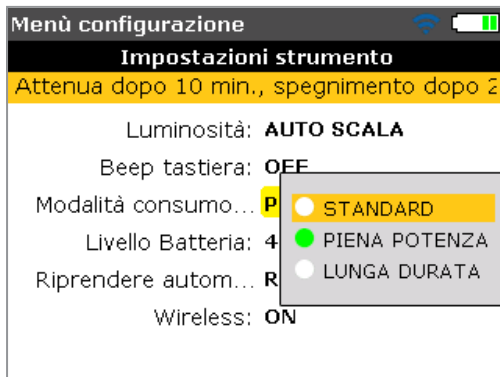 Menù configurazione
Impostazioni strumento
Attenua dopo 10 min., spegnimento dopo 2
Luminosità: AUTO SCALA
Beep tastiera: OFF
Modalità consumo... P
STANDARD
Livello Batteria: 4
PIENA POTENZA
Riprendere autom... R
LUNGA DURATA
Wireless: ON